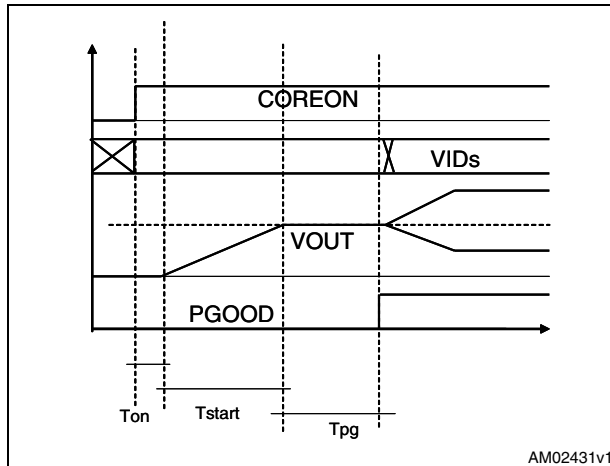 COREON
VIDs
VOUT
PGOOD
Ton
Tstart
Tpg
AM02431v1